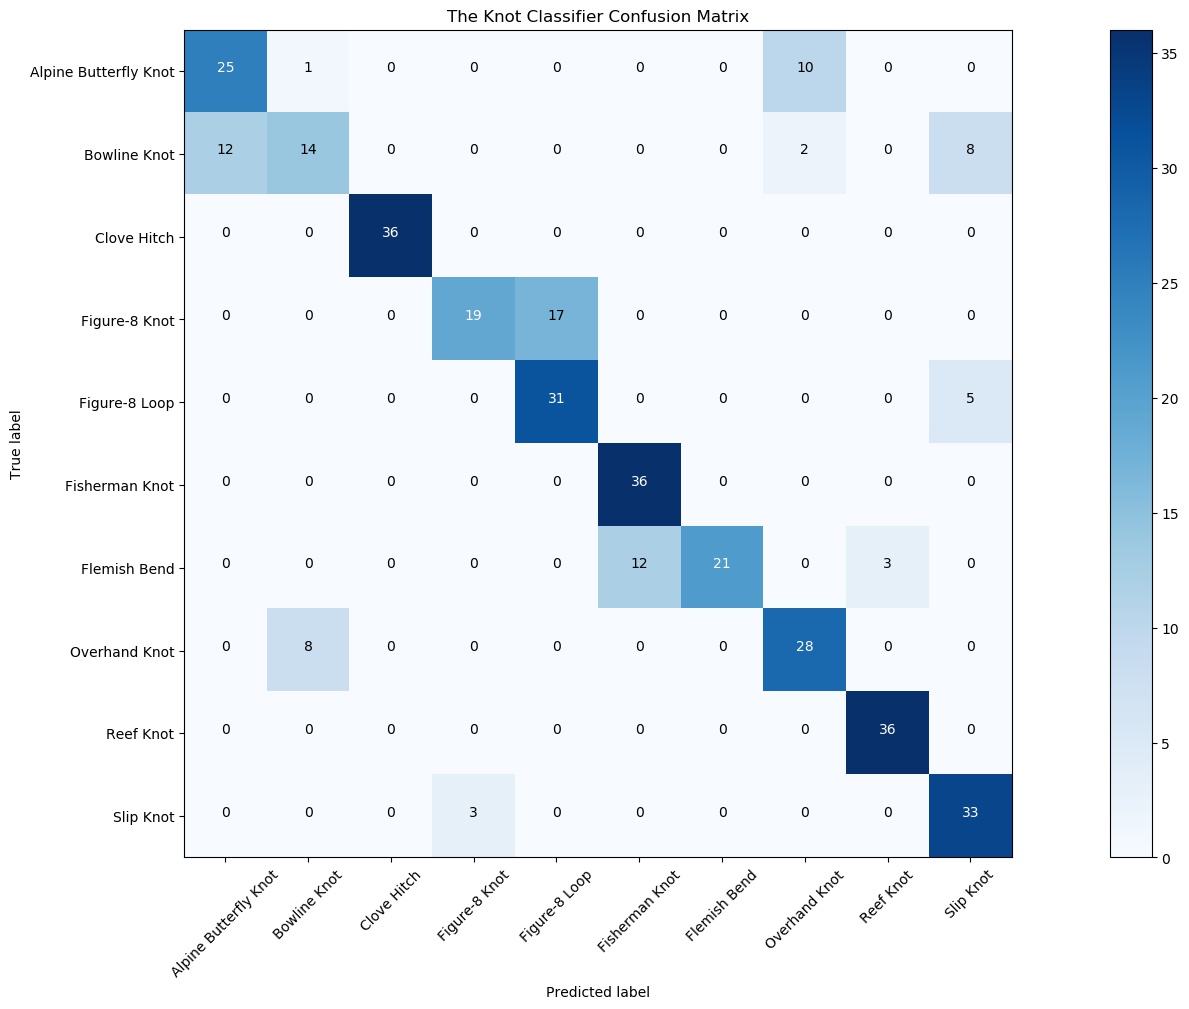 The Knot Classifier Confusion Matrix
Alpine Butterfly Knot 25 1 0 0 0 0 0 10 0 0
Bowline Knot 12 14 0 0 0 0 0 2 0 8
Clove Hitch 0 0 36 0 0 0 0 0 0 0
Figure-8 Knot 0 0 0 19 17 0 0 0 0 0
Figure-8 Loop 0 0 0 0 31 0 0 0 0 5
Fisherman Knot 0 0 0 0 0 36 0 0 0 0
Flemish Bend 0 0 0 0 0 12 21 0 3 0
Overhand Knot 0 8 0 0 0 0 0 28 0 0
Reef Knot 0 0 0 0 0 0 0 0 36 0
Slip Knot 0 0 0 3 0 0 0 0 0 33
True label
Alpine Butterfly Knot
Bowline Knot
Clove Hitch
Figure-8 Knot
Figure-8 Loop
Fisherman Knot
Flemish Bend
Overhand Knot
Reef Knot
Slip Knot
Predicted label
35
30
25
20
15
10
5
0